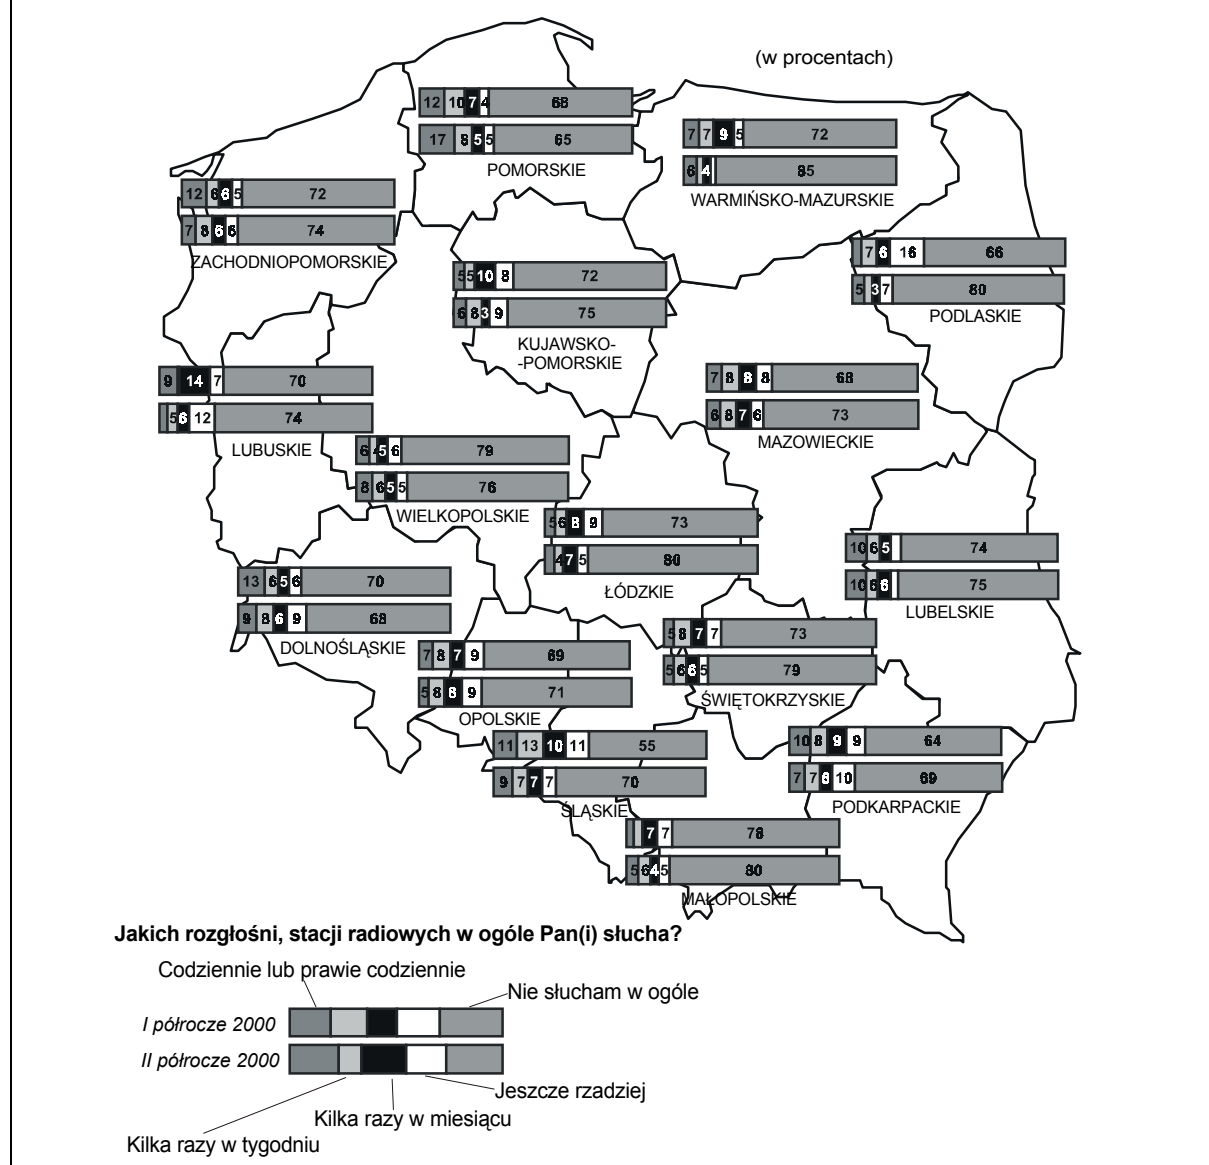 (w procentach)
12 10 7 4 68
17 8 5 5 65
POMORSKIE
7 7 9 5 72
6 4 85
WARMIŃSKO-MAZURSKIE
12 6 6 5 72
7 8 6 6 74
ZACHODNIOPOMORSKIE
7 6 16 66
5 3 7 80
PODLASKIE
5 5 10 8 72
6 8 3 9 75
KUJAWSKO-
-POMORSKIE
9 14 7 70
5 6 12 74
LUBUSKIE
7 8 8 8 68
6 8 7 6 73
MAZOWIECKIE
6 4 5 6 79
8 6 5 5 76
WIELKOPOLSKIE
5 6 8 9 73
4 7 5 80
ŁÓDZKIE
10 6 5 74
10 6 6 75
LUBELSKIE
13 6 5 6 70
9 8 6 9 68
DOLNOŚLĄSKIE
5 8 7 7 73
5 6 6 5 79
ŚWIĘTOKRZYSKIE
7 8 7 9 69
5 8 8 9 71
OPOLSKIE
11 13 10 11 55
9 7 7 7 70
ŚLĄSKIE
10 8 9 9 64
7 7 6 10 69
PODKARPACKIE
7 7 78
5 6 4 5 80
MAŁOPOLSKIE
Jakich rozgłośni, stacji radiowych w ogóle Pan(i) słucha?
Codziennie lub prawie codziennie
Nie słucham w ogóle
I półrocze 2000
II półrocze 2000
Jeszcze rzadziej
Kilka razy w miesiącu
Kilka razy w tygodniu